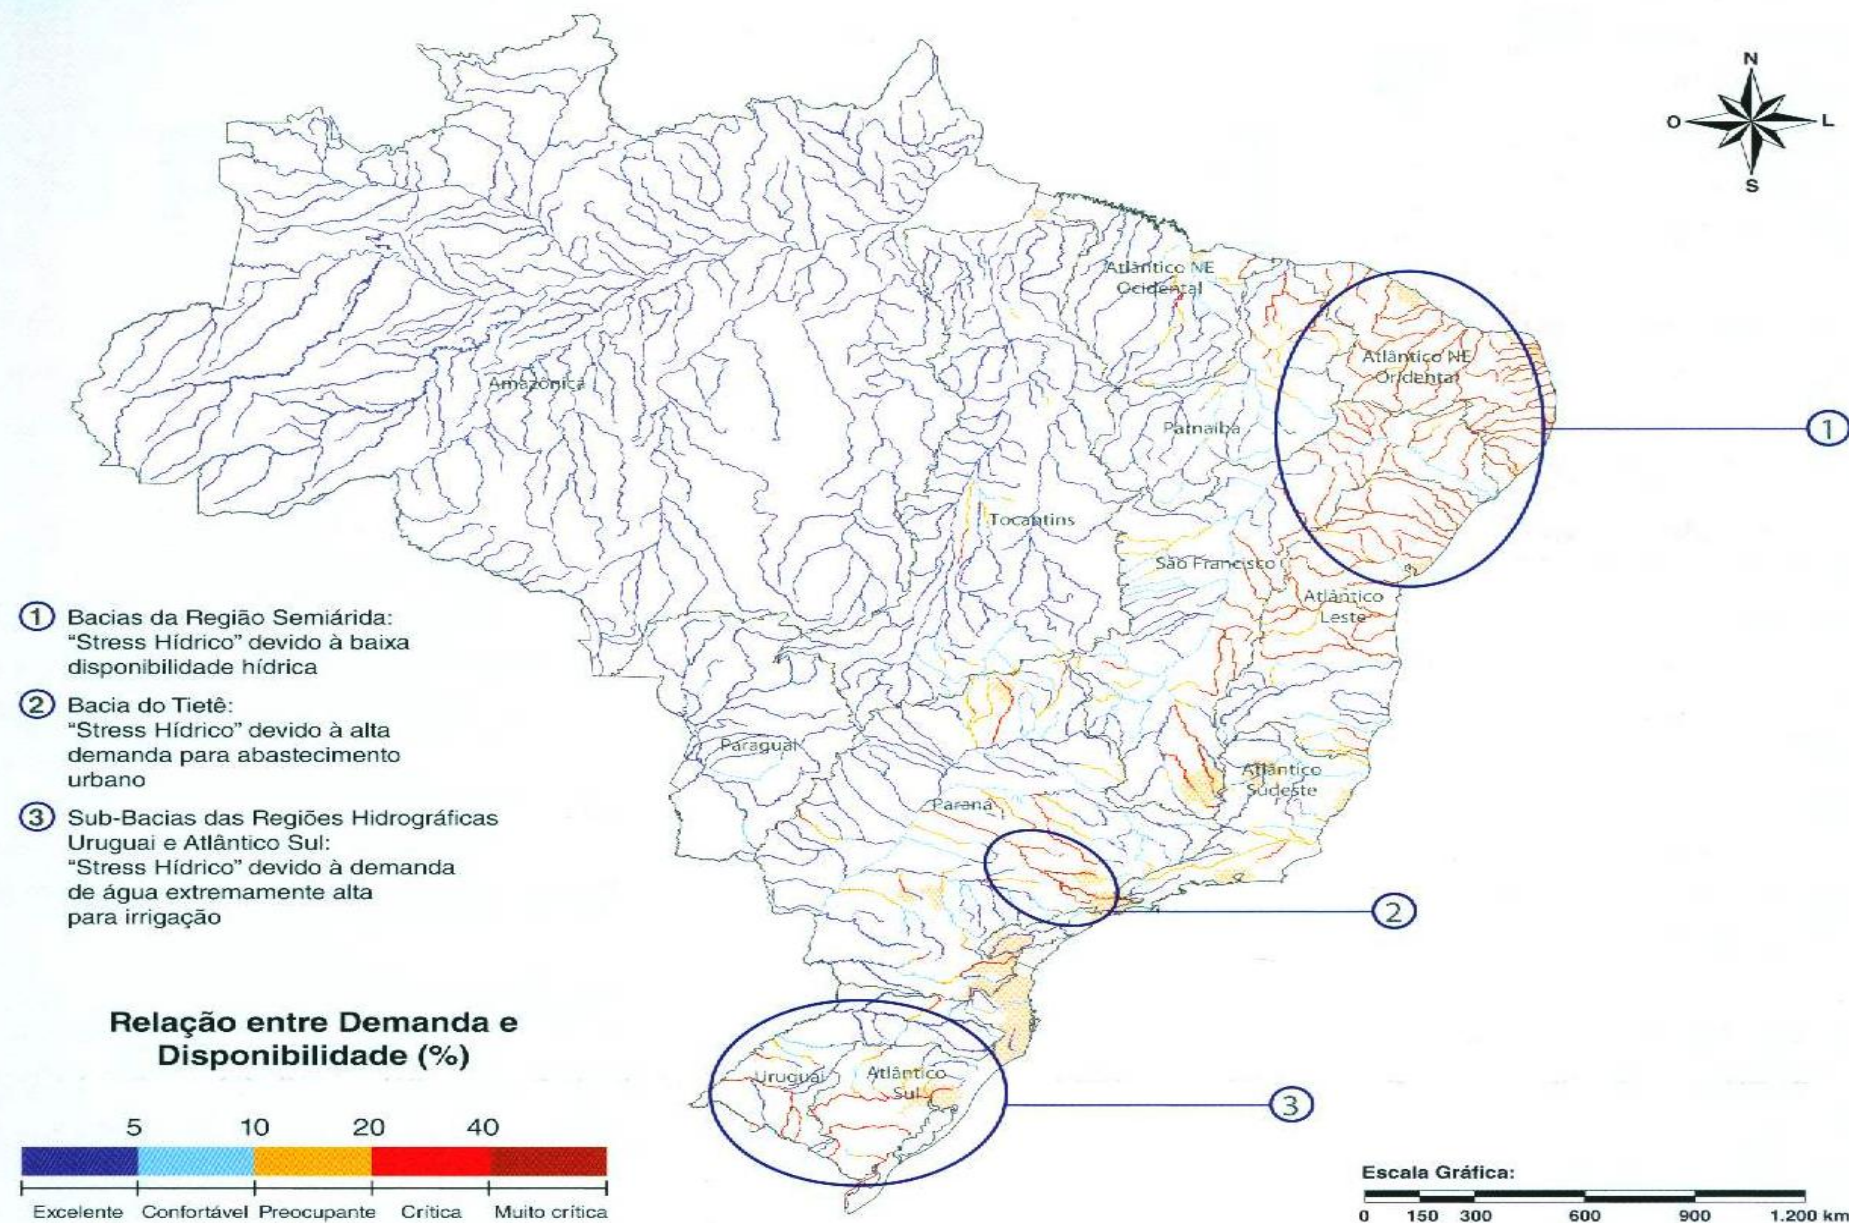 N
O
L
S
Atlântico NE
Ocidental
Atlântico NE
Oridental
Amazônica
Parnaíba
Tocantins
São Francisco
Atlântico
Leste
Paraguai
Atlântico
Sudeste
Paraná
Uruguai
Atlântico
Sul
1
2
3
1 Bacias da Região Semiárida:
"Stress Hídrico" devido à baixa
disponibilidade hídrica
2 Bacia do Tietê:
"Stress Hídrico" devido à alta
demanda para abastecimento
urbano
3 Sub-Bacias das Regiões Hidrográficas
Uruguai e Atlântico Sul:
"Stress Hídrico" devido à demanda
de água extremamente alta
para irrigação
Relação entre Demanda e
Disponibilidade (%)
5 10 20 40
Excelente Confortável Preocupante Crítica Muito crítica
Escala Gráfica:
0 150 300 600 900 1.200 km